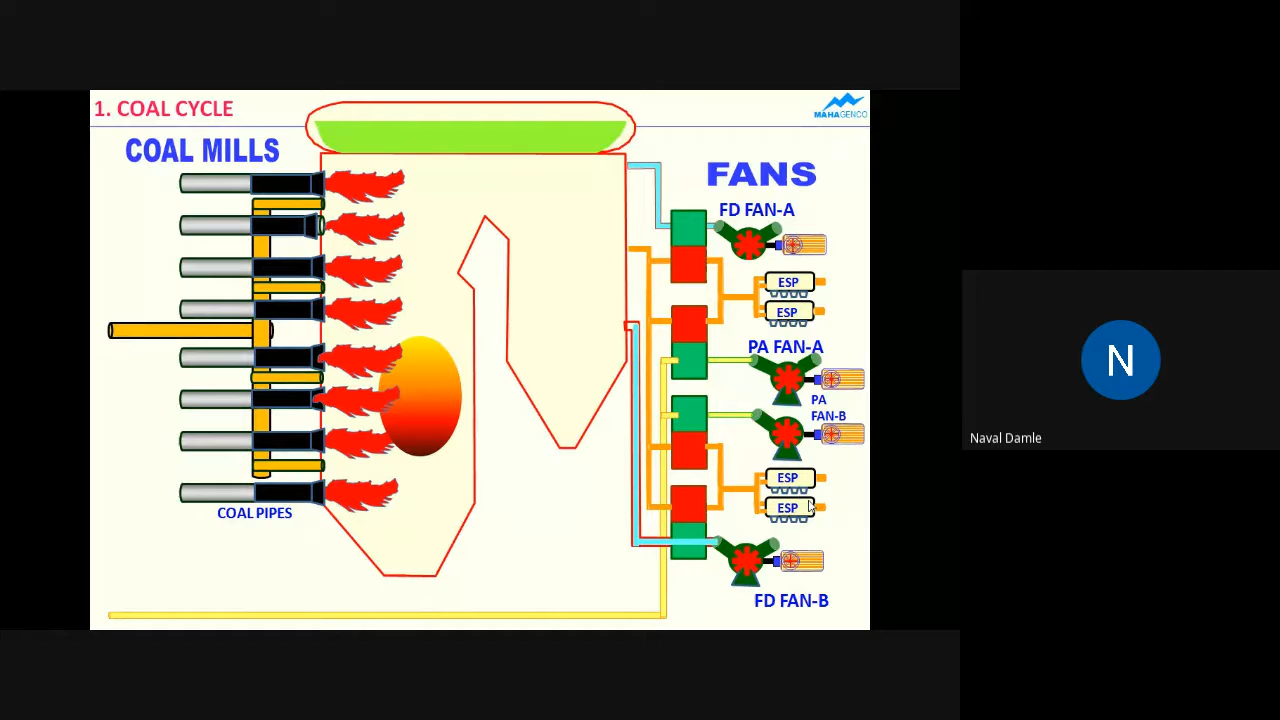 1. COAL CYCLE
MAHAGENCO
COAL MILLS
FANS
FD FAN-A
ESP
ESP
PA FAN-A
PA
FAN-B
ESP
ESP
COAL PIPES
FD FAN-B
N
Naval Damle